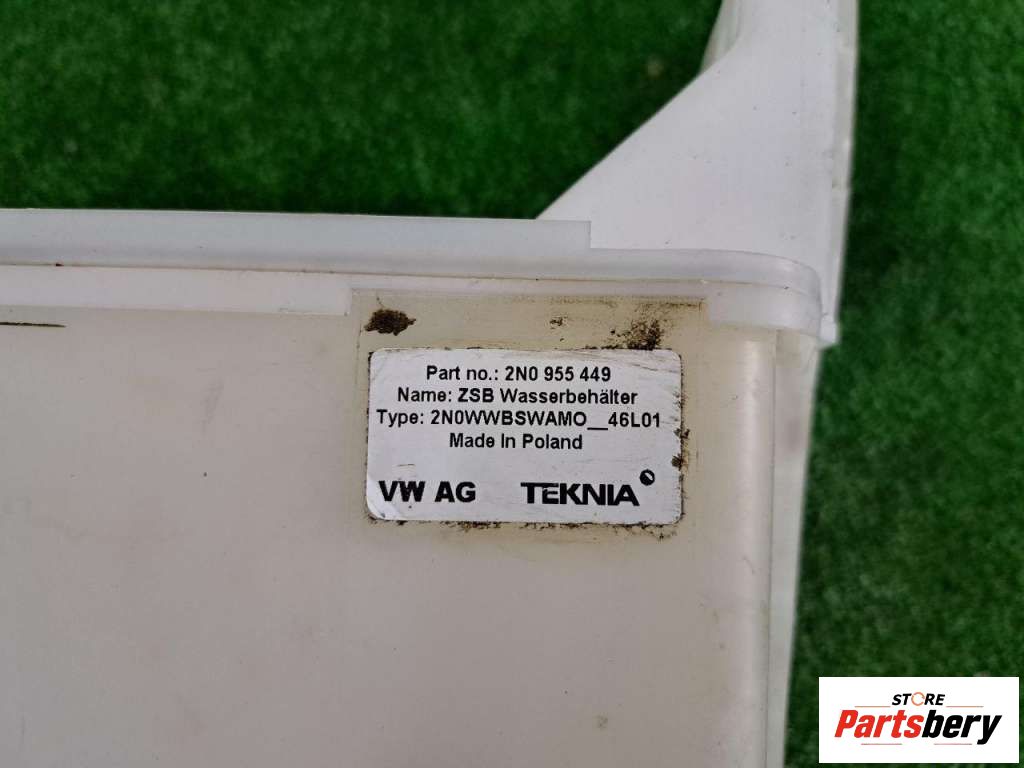 Part no.: 2N0 955 449
Name: ZSB Wasserbehälter
Type: 2N0WWBSWAMO__46L01
Made In Poland
VW AG TEKNIA
STORE
Partsbery